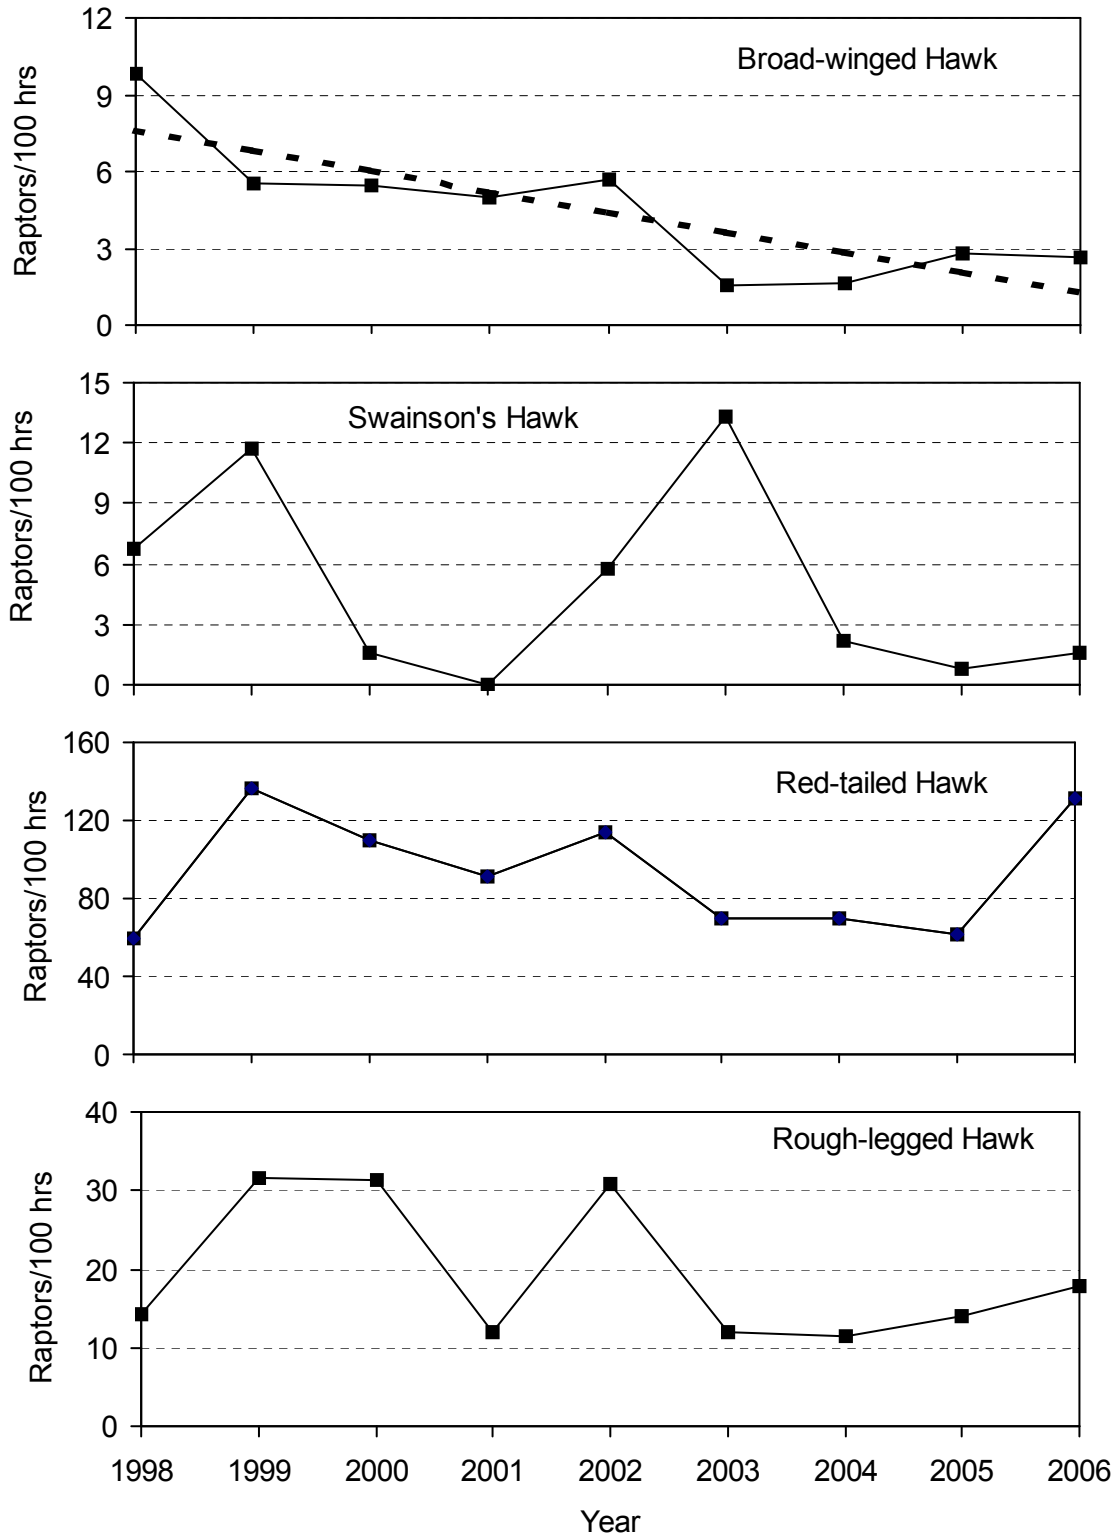 12
Broad-winged Hawk
9
6
3
0
Raptors/100 hrs
15
Swainson's Hawk
12
9
6
3
0
Raptors/100 hrs
160
Red-tailed Hawk
120
80
40
0
Raptors/100 hrs
40
Rough-legged Hawk
30
20
10
0
Raptors/100 hrs
1998 1999 2000 2001 2002 2003 2004 2005 2006
Year